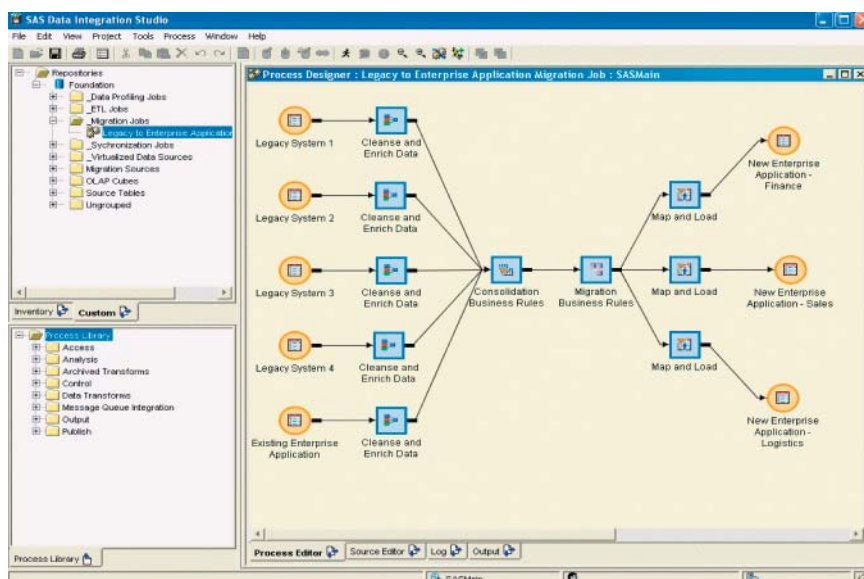 SAS Data Integration Studio
File Edit View Project Tools Process Window Help
Repositories
Foundation
_Data Profiling Jobs
_ETL Jobs
_Migration Jobs
Legacy to Enterprise Application
_Sychronization Jobs
_Virtualized Data Sources
Migration Sources
OLAP Cubes
Source Tables
Ungrouped
Inventory Custom
Process Library
Access
Analysis
Archived Transforms
Control
Data Transforms
Message Queue Integration
Output
Publish
Process Library
Process Designer : Legacy to Enterprise Application Migration Job : SASMain
Legacy System 1
Cleanse and
Enrich Data
Legacy System 2
Cleanse and
Enrich Data
Legacy System 3
Cleanse and
Enrich Data
Legacy System 4
Cleanse and
Enrich Data
Existing Enterprise
Application
Cleanse and
Enrich Data
Consolidation
Business Rules
Migration
Business Rules
Map and Load
Map and Load
Map and Load
New Enterprise
Application -
Finance
New Enterprise
Application - Sales
New Enterprise
Application -
Logistics
Process Editor Source Editor Log Output
SASMain